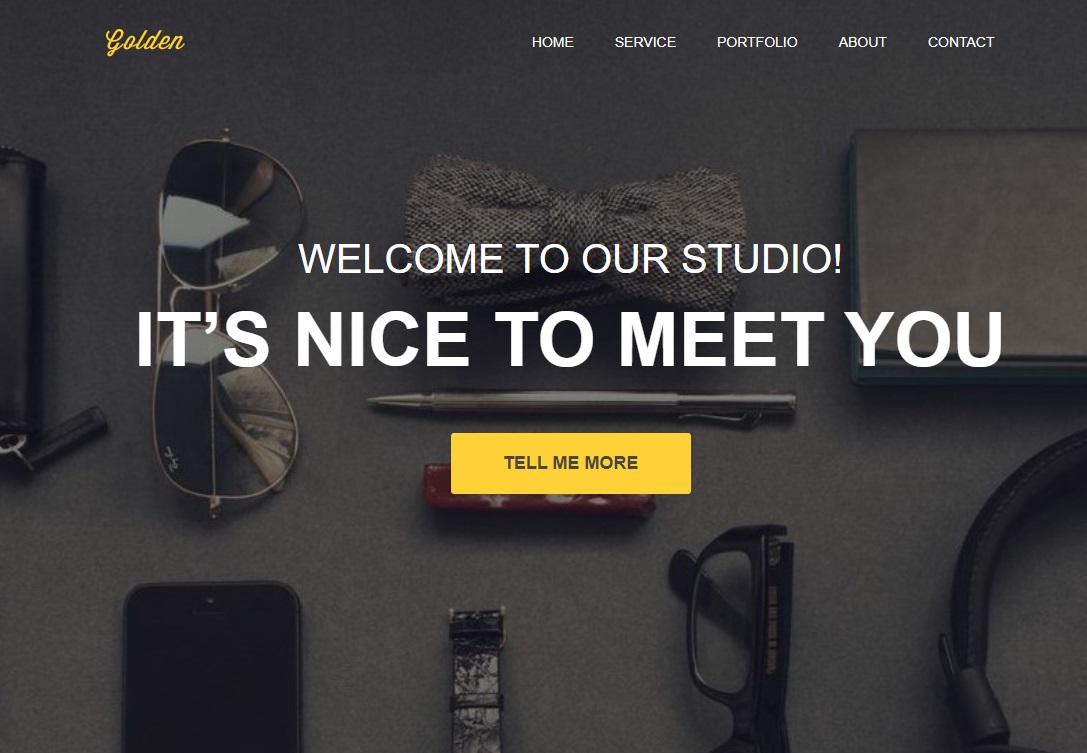 Golden
HOME SERVICE PORTFOLIO ABOUT CONTACT
WELCOME TO OUR STUDIO!
IT’S NICE TO MEET YOU
TELL ME MORE